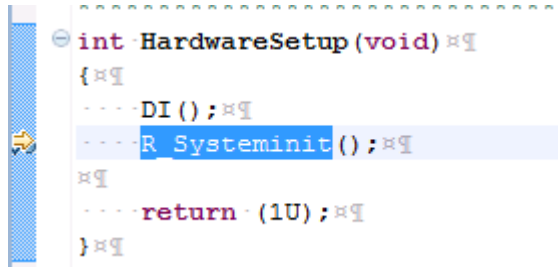 int HardwareSetup(void)¤¶
{¤¶
····DI();¤¶
····R_Systeminit();¤¶
¤¶
····return·(1U);¤¶
}¤¶